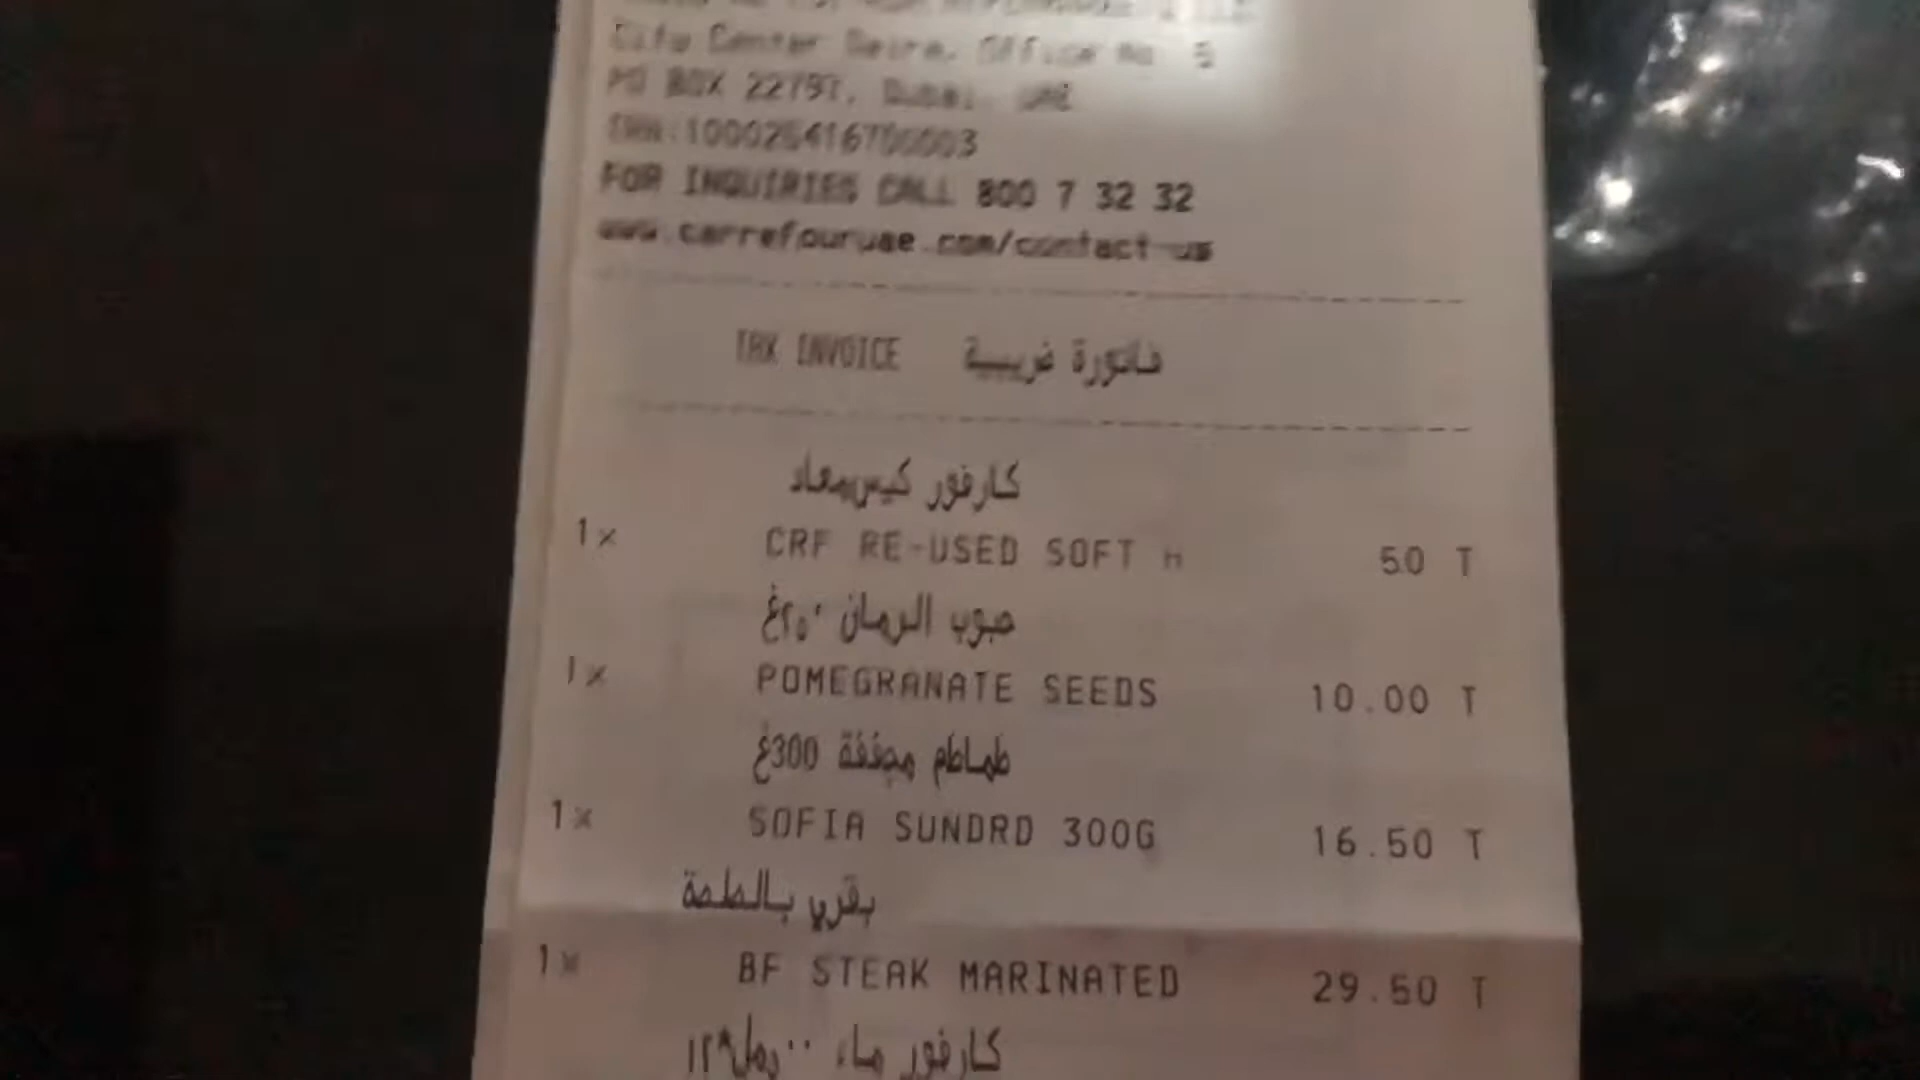 City Center Deira, Office No 5
PO BOX 22797, Dubai UAE
TRN:100025416700003
FOR INQUIRIES CALL 800 7 32 32
www.carrefouruae.com/contact-us
TAX INVOICE فاتورة ضريبية
كارفور كيس معاد
1x CRF RE-USED SOFT H 50 T
حبوب الرمان ٢٥٠غ
1x POMEGRANATE SEEDS 10.00 T
طماطم مجففة 300غ
1x SOFIA SUNDRD 300G 16.50 T
بقري بالصلصة
1x BF STEAK MARINATED 29.50 T
كارفور ماء